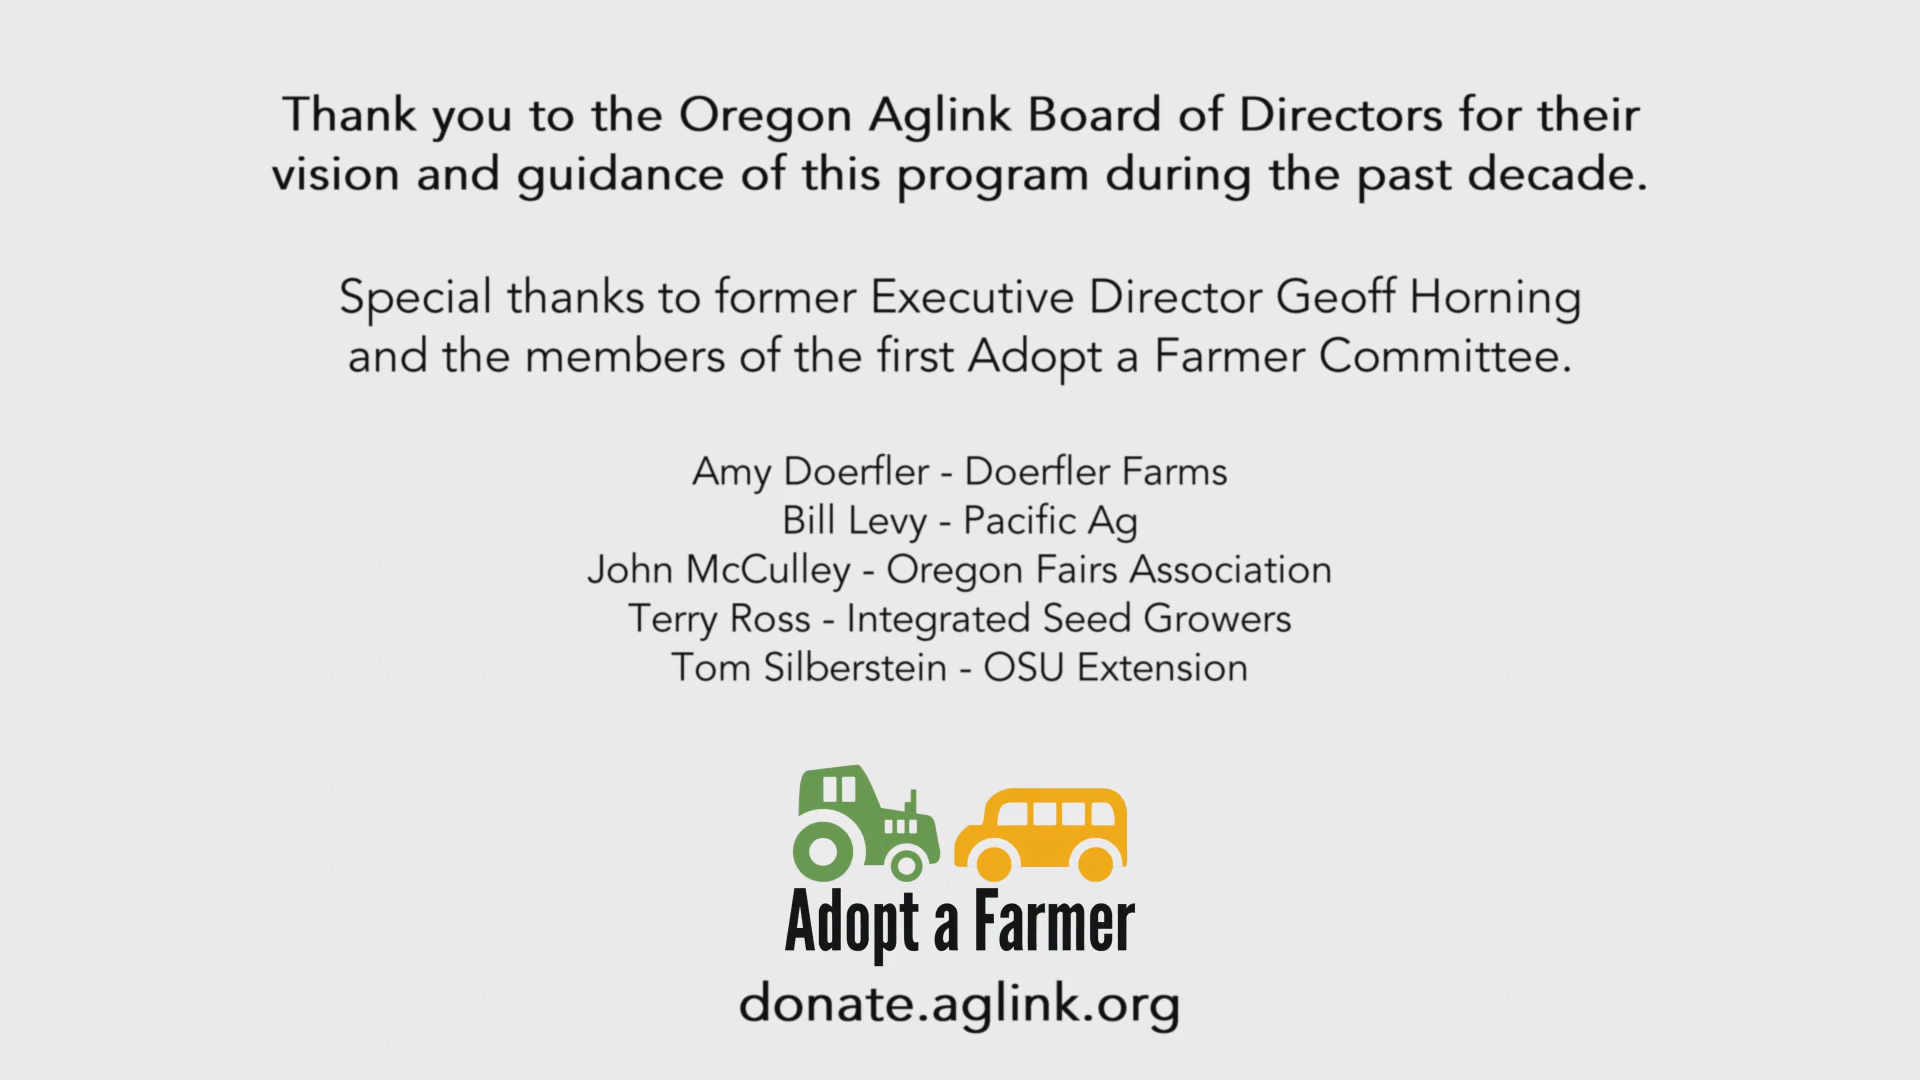 Thank you to the Oregon Aglink Board of Directors for their
vision and guidance of this program during the past decade.
Special thanks to former Executive Director Geoff Horning
and the members of the first Adopt a Farmer Committee.
Amy Doerfler - Doerfler Farms
Bill Levy - Pacific Ag
John McCulley - Oregon Fairs Association
Terry Ross - Integrated Seed Growers
Tom Silberstein - OSU Extension
Adopt a Farmer
donate.aglink.org